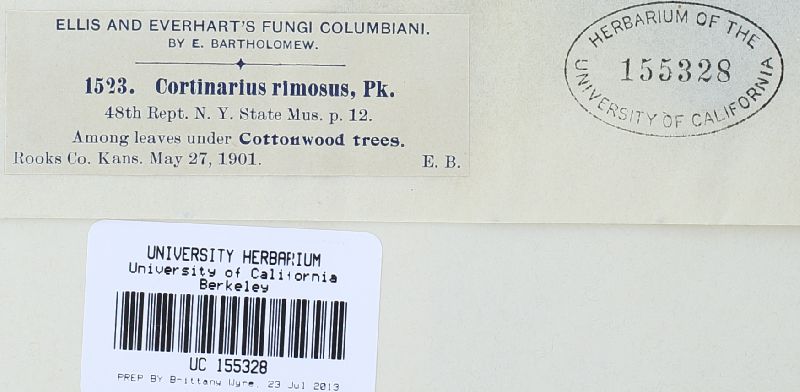 ELLIS AND EVERHART'S FUNGI COLUMBIANI.
BY E. BARTHOLOMEW.
1523. Cortinarius rimosus, Pk.
48th Rept. N. Y. State Mus. p. 12.
Among leaves under Cottonwood trees.
Rooks Co. Kans. May 27, 1901. E. B.
HERBARIUM OF THE
155328
UNIVERSITY OF CALIFORNIA
UNIVERSITY HERBARIUM
University of California
Berkeley
UC 155328
PREP BY Brittany Wyre, 23 Jul 2013